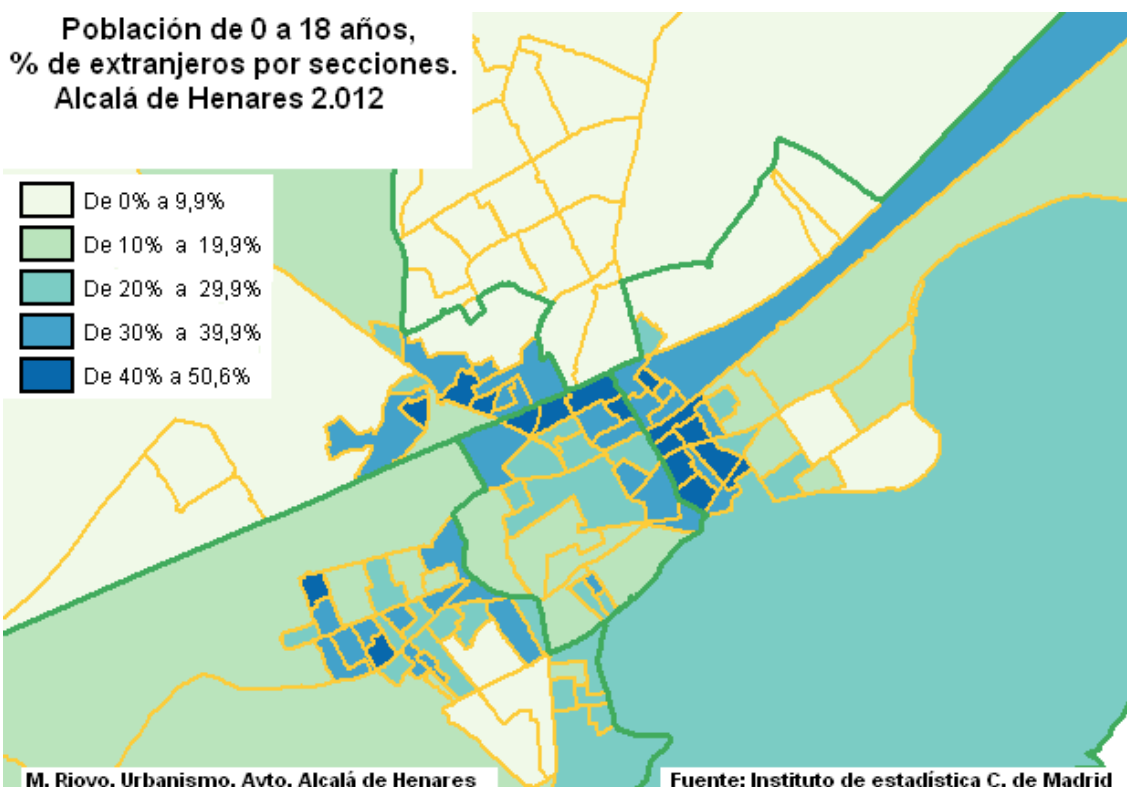 Población de 0 a 18 años,
% de extranjeros por secciones.
Alcalá de Henares 2.012
De 0% a 9,9%
De 10% a 19,9%
De 20% a 29,9%
De 30% a 39,9%
De 40% a 50,6%
M. Rioyo. Urbanismo. Ayto. Alcalá de Henares
Fuente: Instituto de estadística C. de Madrid